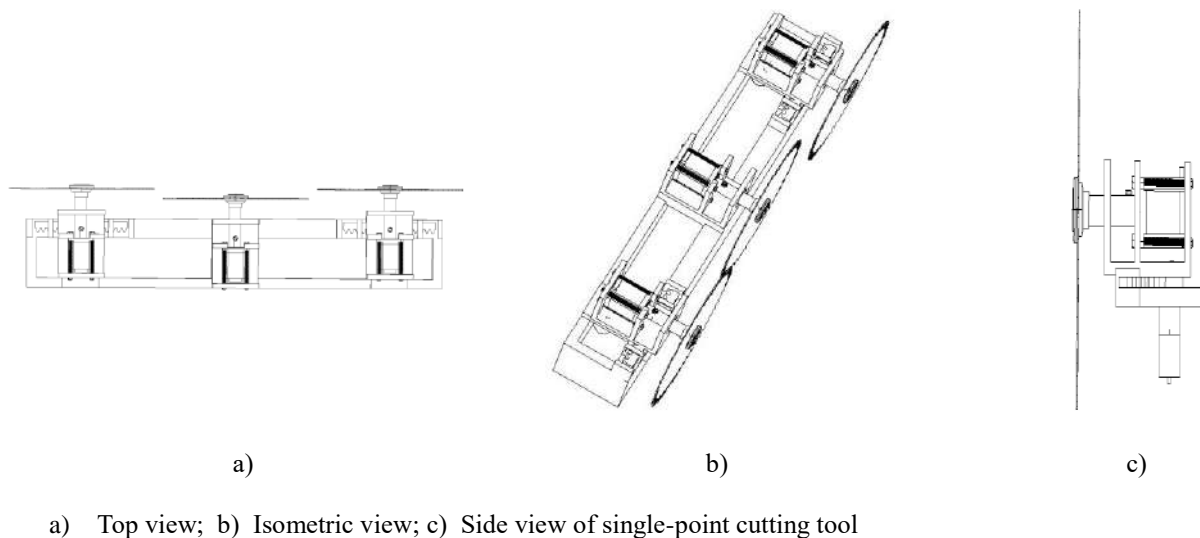 a) b) c)
a) Top view; b) Isometric view; c) Side view of single-point cutting tool